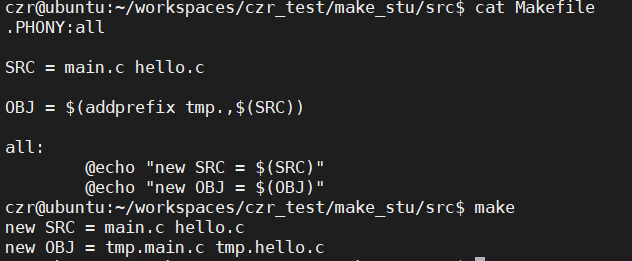 czr@ubuntu:~/workspaces/czr_test/make_stu/src$ cat Makefile
.PHONY:all
SRC = main.c hello.c
OBJ = $(addprefix tmp.,$(SRC))
all:
@echo "new SRC = $(SRC)"
@echo "new OBJ = $(OBJ)"
czr@ubuntu:~/workspaces/czr_test/make_stu/src$ make
new SRC = main.c hello.c
new OBJ = tmp.main.c tmp.hello.c